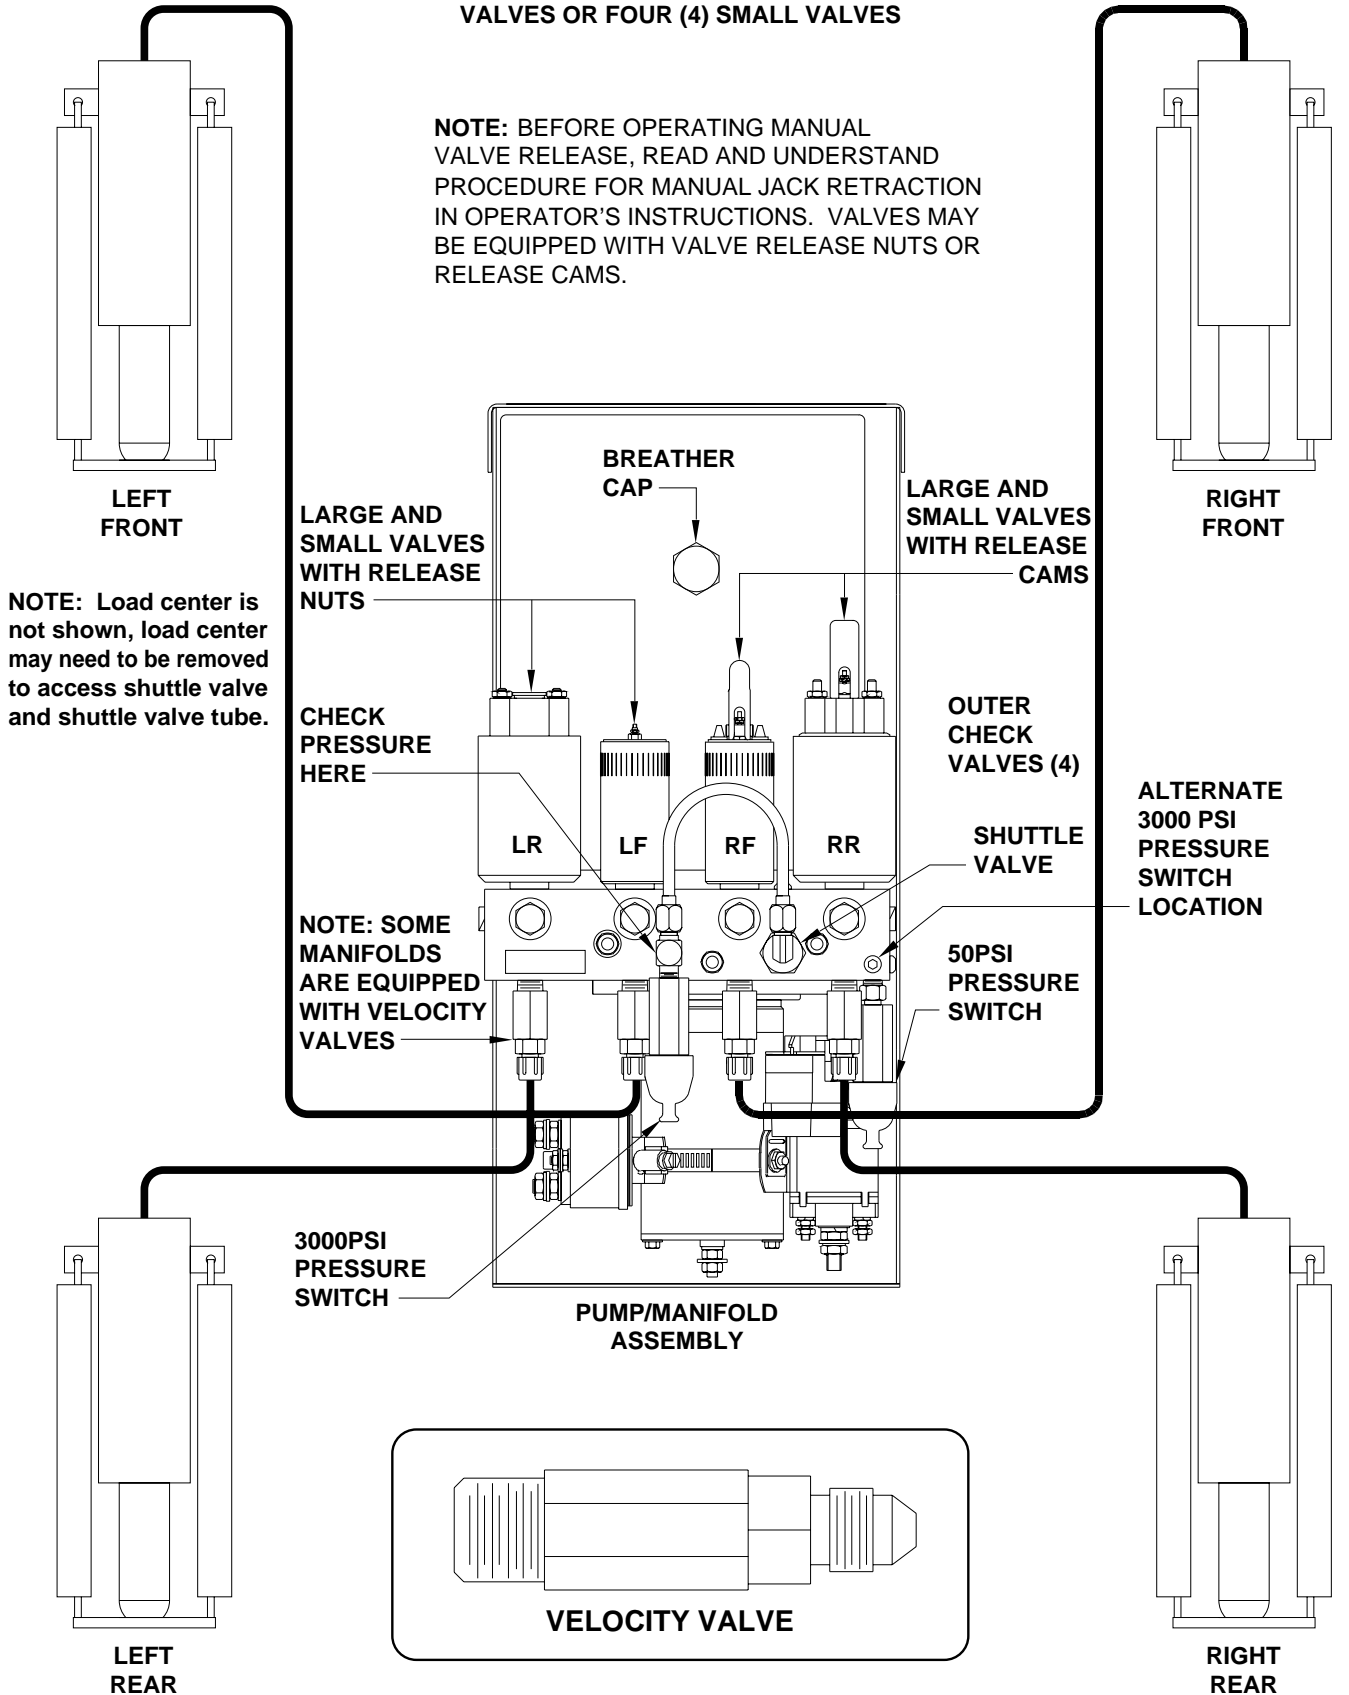 VALVES OR FOUR (4) SMALL VALVES
NOTE: BEFORE OPERATING MANUAL
VALVE RELEASE, READ AND UNDERSTAND
PROCEDURE FOR MANUAL JACK RETRACTION
IN OPERATOR'S INSTRUCTIONS. VALVES MAY
BE EQUIPPED WITH VALVE RELEASE NUTS OR
RELEASE CAMS.
LEFT
FRONT
RIGHT
FRONT
BREATHER
CAP
LARGE AND
SMALL VALVES
WITH RELEASE
NUTS
LARGE AND
SMALL VALVES
WITH RELEASE
CAMS
NOTE: Load center is
not shown, load center
may need to be removed
to access shuttle valve
and shuttle valve tube.
CHECK
PRESSURE
HERE
OUTER
CHECK
VALVES (4)
ALTERNATE
3000 PSI
PRESSURE
SWITCH
LOCATION
LR
LF
RF
RR
SHUTTLE
VALVE
NOTE: SOME
MANIFOLDS
ARE EQUIPPED
WITH VELOCITY
VALVES
50PSI
PRESSURE
SWITCH
3000PSI
PRESSURE
SWITCH
PUMP/MANIFOLD
ASSEMBLY
VELOCITY VALVE
LEFT
REAR
RIGHT
REAR